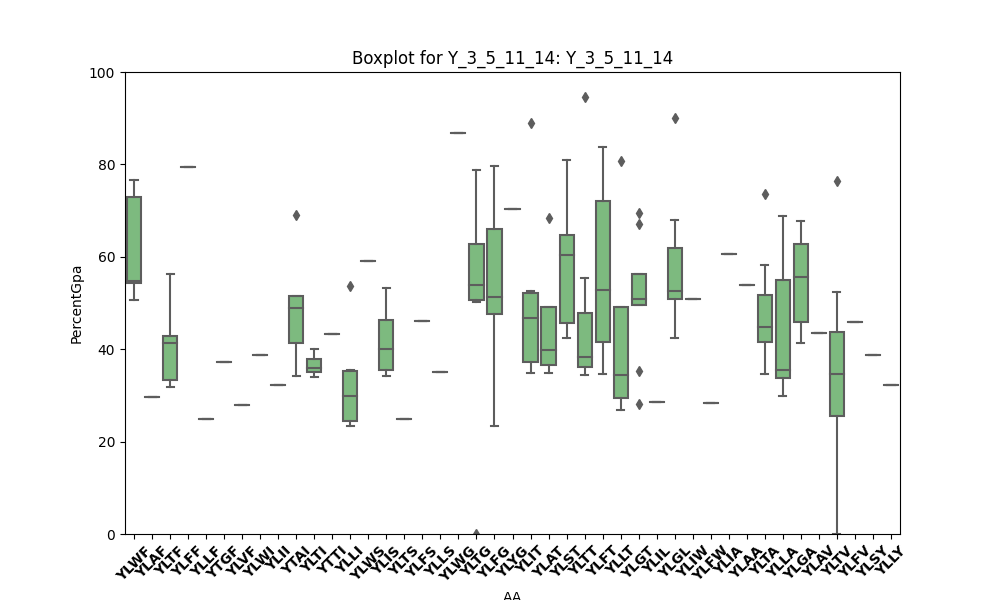 Boxplot for Y_3_5_11_14: Y_3_5_11_14
PercentGpa
100
80
60
40
20
0
YLWF
YLAF
YLTF
YLFF
YLLF
YTGF
YLVF
YLWI
YLII
YTAI
YLTI
YTTI
YLLI
YLWS
YLIS
YLTS
YLFS
YLLS
YLWG
YLTG
YLFG
YLYG
YLIT
YLAT
YLST
YLTT
YLFT
YLLT
YLGT
YLIL
YLGL
YLIW
YLFW
YLIA
YLAA
YLTA
YLLA
YLGA
YLAV
YLTV
YLFV
YLSY
YLLY
AA